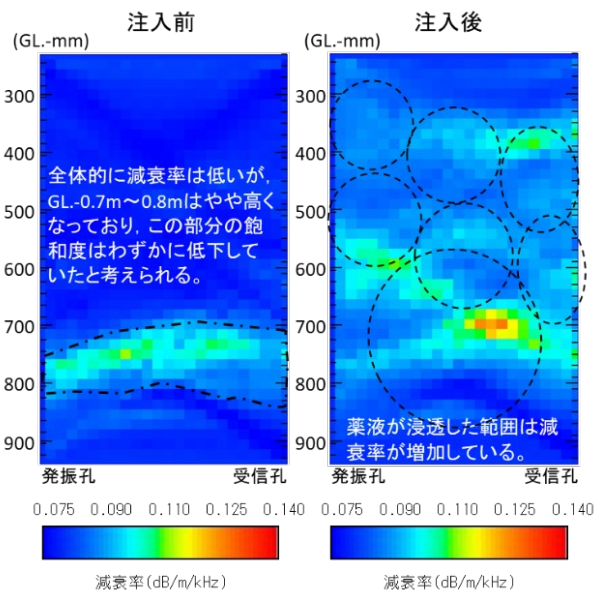 注入前
注入後
(GL.-mm)
(GL.-mm)
300
400
500
600
700
800
900
全体的に減衰率は低いが,
GL.-0.7m～0.8mはやや高く
なっており，この部分の飽
和度はわずかに低下して
いたと考えられる。
発振孔
受信孔
300
400
500
600
700
800
900
薬液が浸透した範囲は減
衰率が増加している。
発振孔
受信孔
0.075 0.090 0.110 0.125 0.140
減衰率(dB/m/kHz)
0.075 0.090 0.110 0.125 0.140
減衰率(dB/m/kHz)